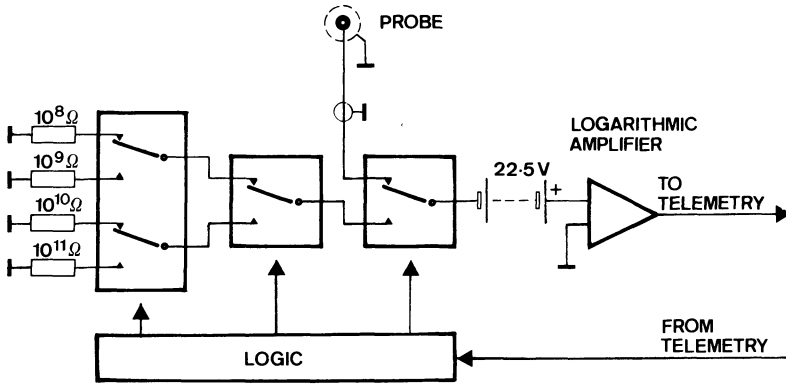 PROBE
10⁸Ω
10⁹Ω
10¹⁰Ω
10¹¹Ω
22·5V
+
LOGARITHMIC
AMPLIFIER
TO
TELEMETRY
FROM
TELEMETRY
LOGIC